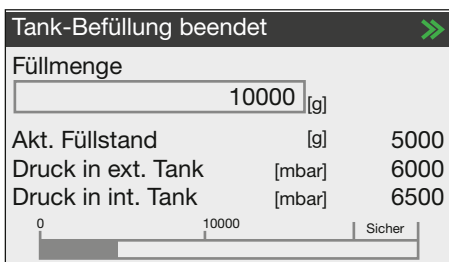 Tank-Befüllung beendet
Füllmenge
10000 [g]
Akt. Füllstand [g] 5000
Druck in ext. Tank [mbar] 6000
Druck in int. Tank [mbar] 6500
0 10000 Sicher